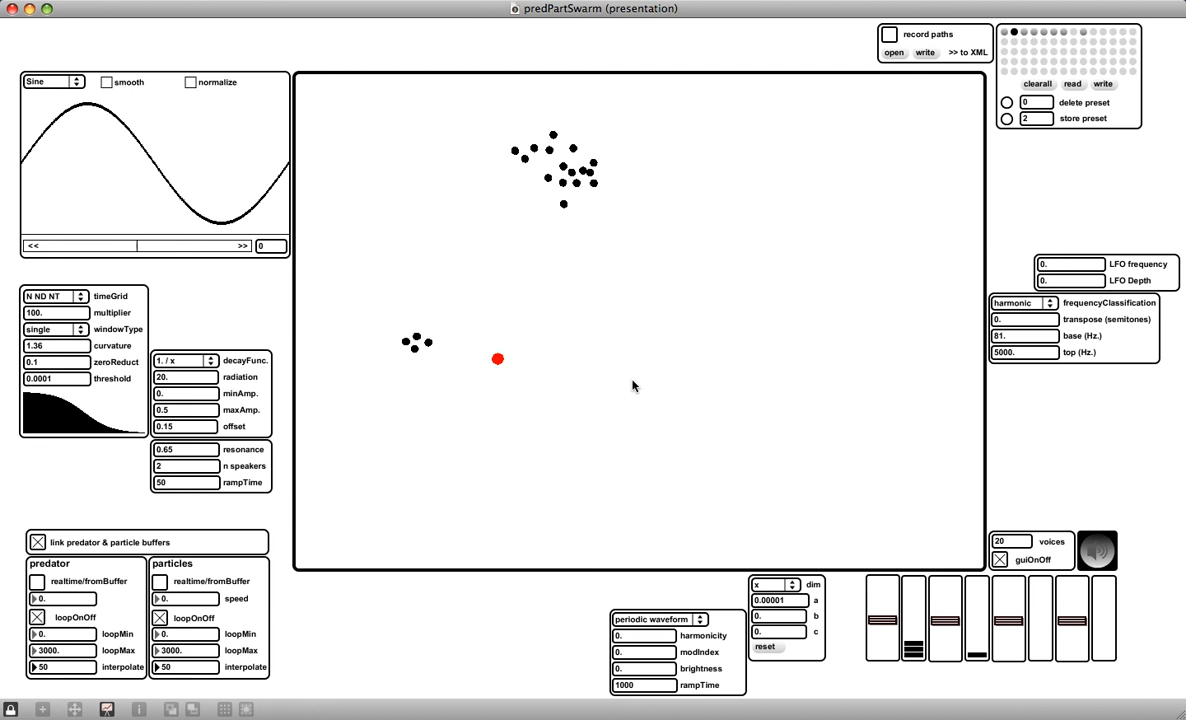 predPartSwarm (presentation)
record paths
open write >> to XML
clearall read write
0 delete preset
2 store preset
Sine smooth normalize
<< >> 0
0. LFO frequency
0. LFO Depth
N ND NT timeGrid
100. multiplier
single windowType
1.36 curvature
0.1 zeroReduct
0.0001 threshold
harmonic frequencyClassification
0. transpose (semitones)
81. base (Hz.)
5000. top (Hz.)
1. / x decayFunc.
20. radiation
0. minAmp.
0.5 maxAmp.
0.15 offset
0.65 resonance
2 n speakers
50 rampTime
link predator & particle buffers
predator
realtime/fromBuffer
0.
loopOnOff
0. loopMin
3000. loopMax
50 interpolate
particles
realtime/fromBuffer
0. speed
loopOnOff
0. loopMin
3000. loopMax
50 interpolate
20 voices
guiOnOff
periodic waveform
0. harmonicity
0. modIndex
0. brightness
1000 rampTime
x dim
0.00001 a
0. b
0. c
reset